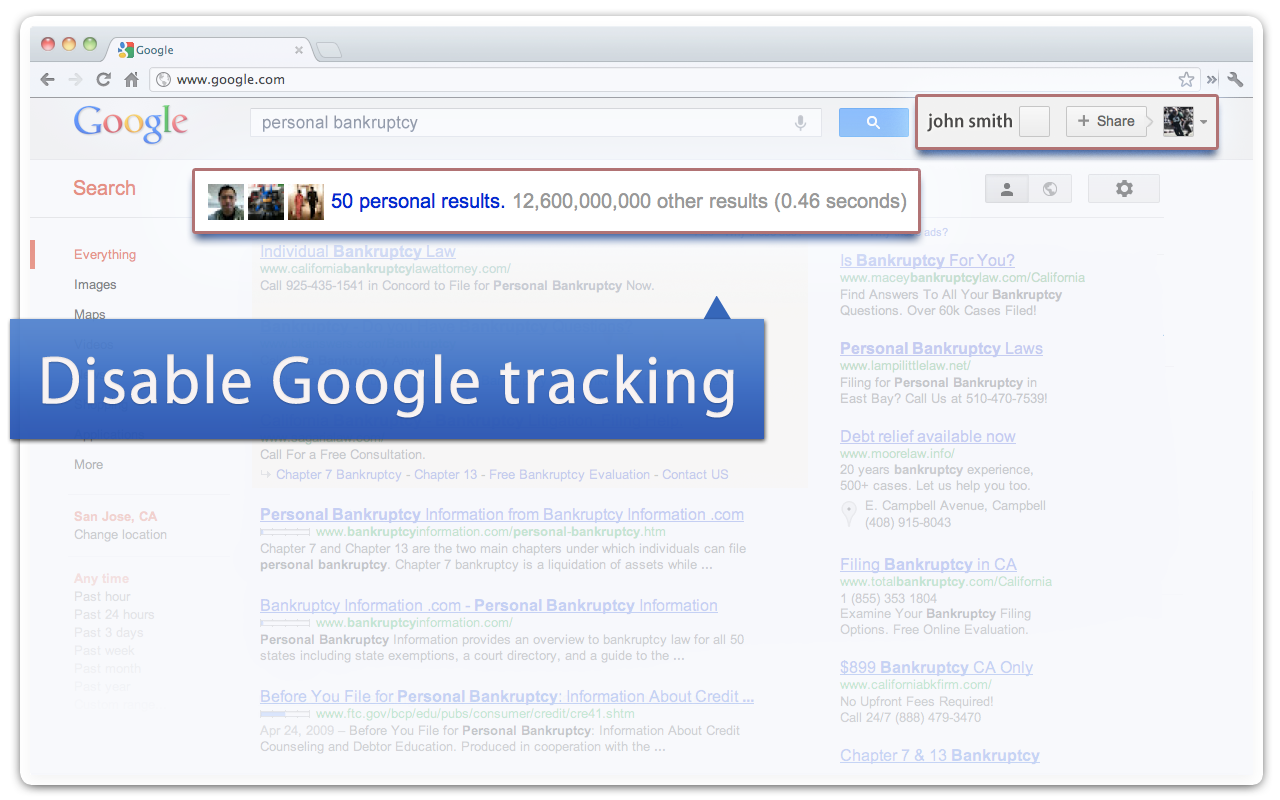 Google
www.google.com
Google
personal bankruptcy
john smith
+ Share
Search
50 personal results. 12,600,000,000 other results (0.46 seconds)
ads?
Everything
Images
Maps
More
San Jose, CA
Change location
Any time
Past hour
Past 24 hours
Past 3 days
Past week
Past month
Past year
Individual Bankruptcy Law
www.californiabankruptcylawattorney.com/
Call 925-435-1541 in Concord to File for Personal Bankruptcy Now.
Disable Google tracking
Call For a Free Consultation.
Chapter 7 Bankruptcy - Chapter 13 - Free Bankruptcy Evaluation - Contact US
Personal Bankruptcy Information from Bankruptcy Information .com
www.bankruptcyinformation.com/personal-bankruptcy.htm
Chapter 7 and Chapter 13 are the two main chapters under which individuals can file
personal bankruptcy. Chapter 7 bankruptcy is a liquidation of assets while ...
Bankruptcy Information .com - Personal Bankruptcy Information
www.bankruptcyinformation.com/
Personal Bankruptcy Information provides an overview to bankruptcy law for all 50
states including state exemptions, a court directory, and a guide to the ...
Before You File for Personal Bankruptcy: Information About Credit ...
www.ftc.gov/bcp/edu/pubs/consumer/credit/cre41.shtm
Apr 24, 2009 – Before You File for Personal Bankruptcy: Information About Credit
Counseling and Debtor Education. Produced in cooperation with the ...
Is Bankruptcy For You?
www.maceybankruptcylaw.com/California
Find Answers To All Your Bankruptcy
Questions. Over 60k Cases Filed!
Personal Bankruptcy Laws
www.lampilittlelaw.net/
Filing for Personal Bankruptcy in
East Bay? Call Us at 510-470-7539!
Debt relief available now
www.moorelaw.info/
20 years bankruptcy experience,
500+ cases. Let us help you too.
E. Campbell Avenue, Campbell
(408) 915-8043
Filing Bankruptcy in CA
www.totalbankruptcy.com/California
1 (855) 353 1804
Examine Your Bankruptcy Filing
Options. Free Online Evaluation.
$899 Bankruptcy CA Only
www.californiabkfirm.com/
No Upfront Fees Required!
Call 24/7 (888) 479-3470
Chapter 7 & 13 Bankruptcy